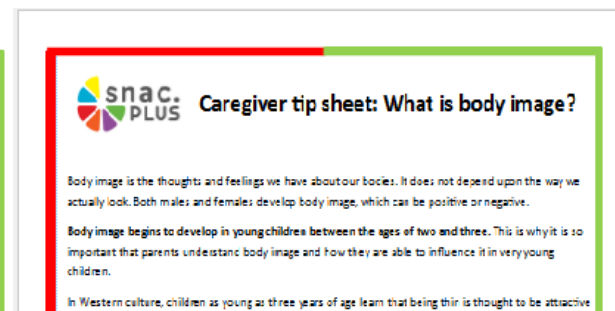 snac.
PLUS
Caregiver tip sheet: What is body image?
Body image is the thoughts and feelings we have about our bodies. It does not depend upon the way we
actually look. Both males and females develop body image, which can be positive or negative.
Body image begins to develop in young children between the ages of two and three. This is why it is so
important that parents understand body image and how they are able to influence it in very young
children.
In Western culture, children as young as three years of age learn that being thin is thought to be attractive